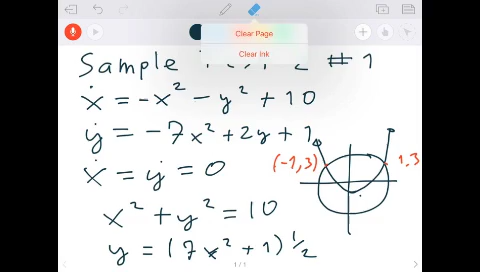 Clear Page
Clear Ink
Sample # 1
ẋ = -x² - y² + 10
ẏ = -7x² + 2y + 1
ẋ = ẏ = 0
(-1,3) 1,3
x² + y² = 10
y = (7x² + 1) ½
1/1